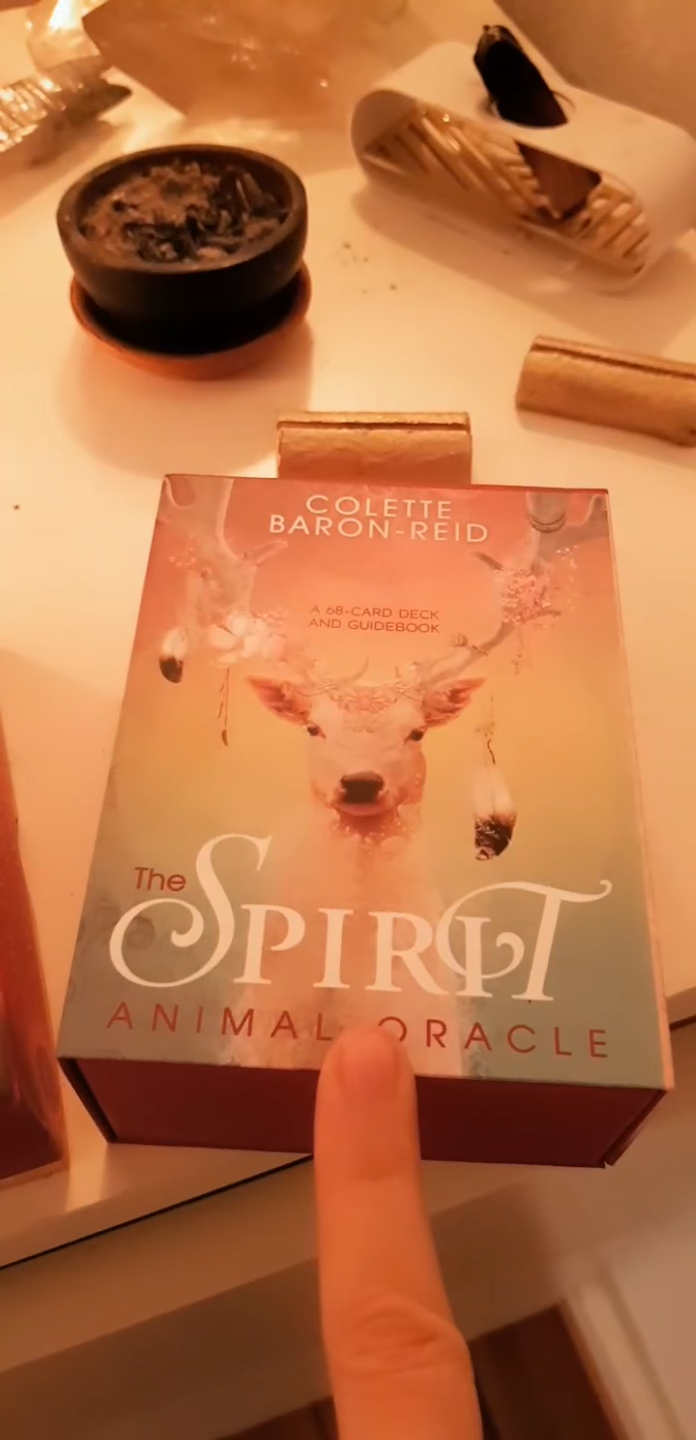 COLETTE
BARON-REID
A 68-CARD DECK
AND GUIDEBOOK
The
SPIRIT
ANIMAL ORACLE